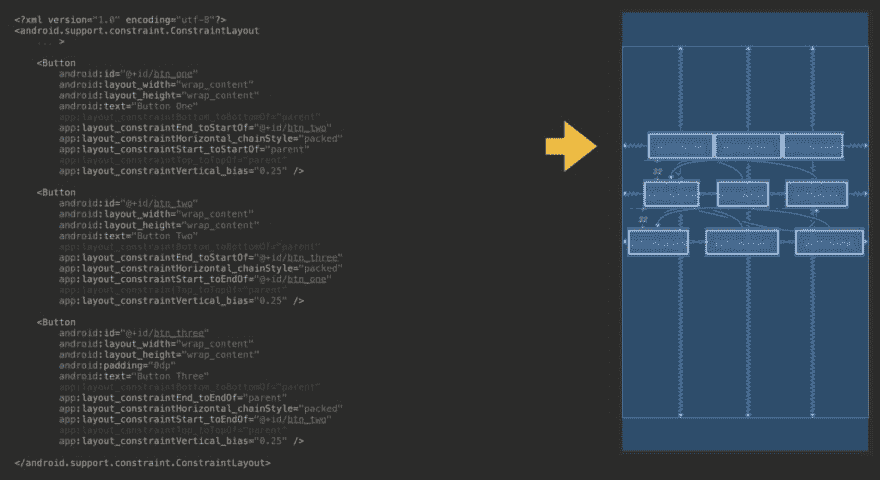 <?xml version="1.0" encoding="utf-8"?>
<android.support.constraint.ConstraintLayout
... >
<Button
android:id="@+id/btn_one"
android:layout_width="wrap_content"
android:layout_height="wrap_content"
android:text="Button One"
app:layout_constraintBottom_toBottomOf="parent"
app:layout_constraintEnd_toStartOf="@+id/btn_two"
app:layout_constraintHorizontal_chainStyle="packed"
app:layout_constraintStart_toStartOf="parent"
app:layout_constraintTop_toTopOf="parent"
app:layout_constraintVertical_bias="0.25" />
<Button
android:id="@+id/btn_two"
android:layout_width="wrap_content"
android:layout_height="wrap_content"
android:text="Button Two"
app:layout_constraintBottom_toBottomOf="parent"
app:layout_constraintEnd_toStartOf="@+id/btn_three"
app:layout_constraintHorizontal_chainStyle="packed"
app:layout_constraintStart_toEndOf="@+id/btn_one"
app:layout_constraintTop_toTopOf="parent"
app:layout_constraintVertical_bias="0.25" />
<Button
android:id="@+id/btn_three"
android:layout_width="wrap_content"
android:layout_height="wrap_content"
android:padding="0dp"
android:text="Button Three"
app:layout_constraintBottom_toBottomOf="parent"
app:layout_constraintEnd_toEndOf="parent"
app:layout_constraintHorizontal_chainStyle="packed"
app:layout_constraintStart_toEndOf="@+id/btn_two"
app:layout_constraintTop_toTopOf="parent"
app:layout_constraintVertical_bias="0.25" />
</android.support.constraint.ConstraintLayout>
32
32